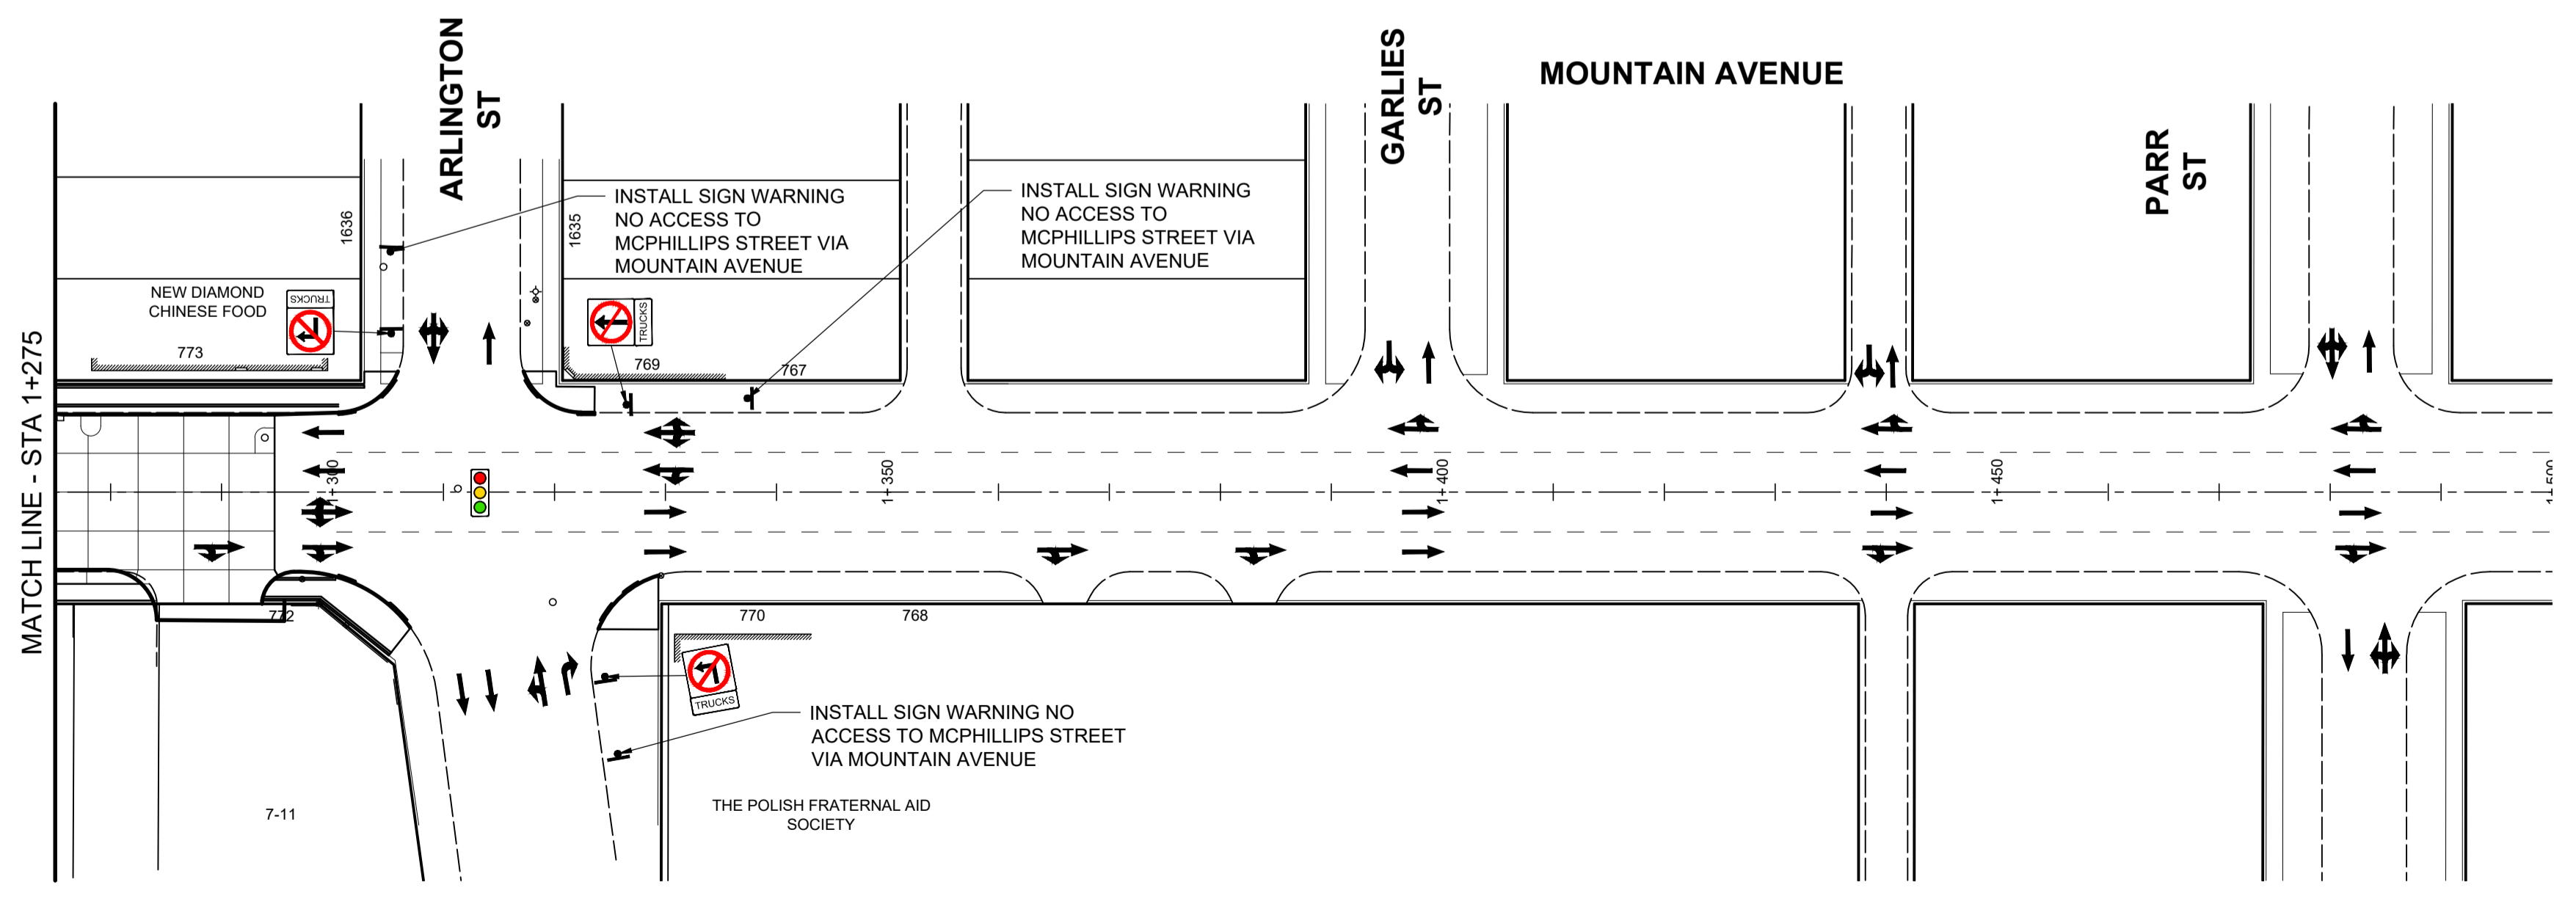 ARLINGTON
ST
GARLIES
ST
MOUNTAIN AVENUE
PARR
ST
MATCH LINE - STA 1+275
1636
1635
INSTALL SIGN WARNING
NO ACCESS TO
MCPHILLIPS STREET VIA
MOUNTAIN AVENUE
INSTALL SIGN WARNING
NO ACCESS TO
MCPHILLIPS STREET VIA
MOUNTAIN AVENUE
NEW DIAMOND
CHINESE FOOD
TRUCKS
TRUCKS
773
769
767
1+300
1+350
1+400
1+450
1+500
772
770
768
TRUCKS
INSTALL SIGN WARNING NO
ACCESS TO MCPHILLIPS STREET
VIA MOUNTAIN AVENUE
THE POLISH FRATERNAL AID
SOCIETY
7-11